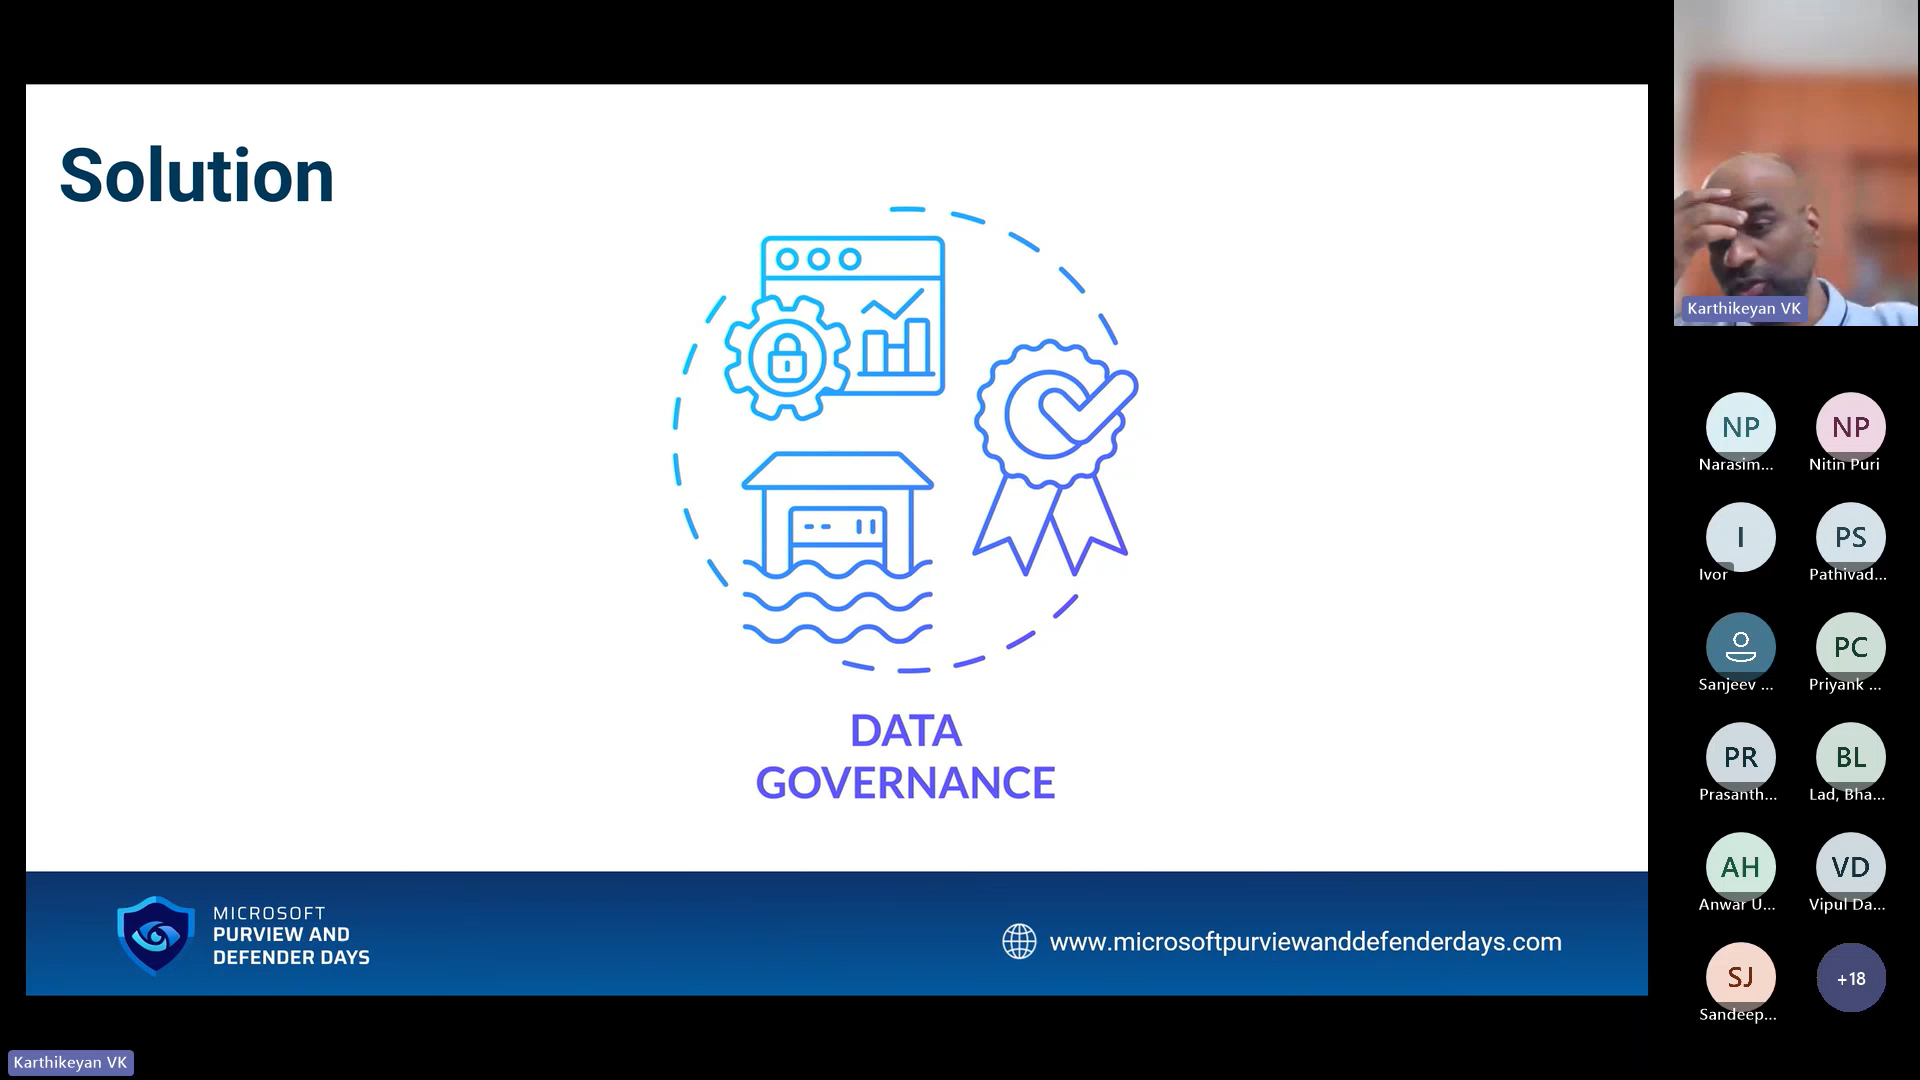 Solution
DATA
GOVERNANCE
MICROSOFT
PURVIEW AND
DEFENDER DAYS
www.microsoftpurviewanddefenderdays.com
Karthikeyan VK
NP
Narasim...
NP
Nitin Puri
I
Ivor
PS
Pathivad...
Sanjeev ...
PC
Priyank ...
PR
Prasanth...
BL
Lad, Bha...
AH
Anwar U...
VD
Vipul Da...
SJ
Sandeep...
+18
Karthikeyan VK